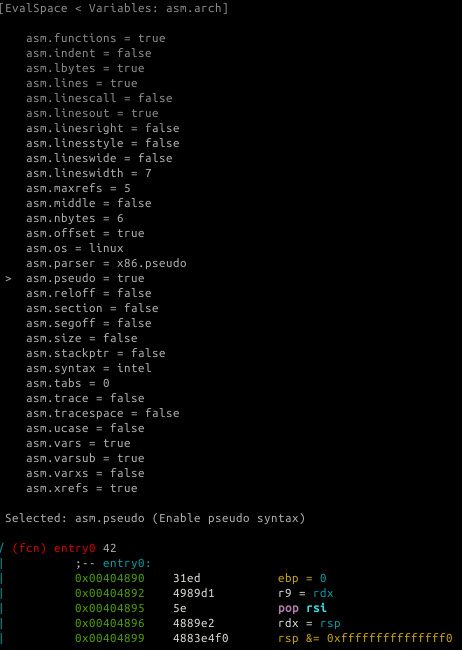 [EvalSpace < Variables: asm.arch]
asm.functions = true
asm.indent = false
asm.lbytes = true
asm.lines = true
asm.linescall = false
asm.linesout = true
asm.linesright = false
asm.linesstyle = false
asm.lineswide = false
asm.lineswidth = 7
asm.maxrefs = 5
asm.middle = false
asm.nbytes = 6
asm.offset = true
asm.os = linux
asm.parser = x86.pseudo
> asm.pseudo = true
asm.reloff = false
asm.section = false
asm.segoff = false
asm.size = false
asm.stackptr = false
asm.syntax = intel
asm.tabs = 0
asm.trace = false
asm.tracespace = false
asm.ucase = false
asm.vars = true
asm.varsub = true
asm.varxs = false
asm.xrefs = true
Selected: asm.pseudo (Enable pseudo syntax)
/ (fcn) entry0 42
| ;-- entry0:
| 0x00404890 31ed ebp = 0
| 0x00404892 4989d1 r9 = rdx
| 0x00404895 5e pop rsi
| 0x00404896 4889e2 rdx = rsp
| 0x00404899 4883e4f0 rsp &= 0xfffffffffffffff0